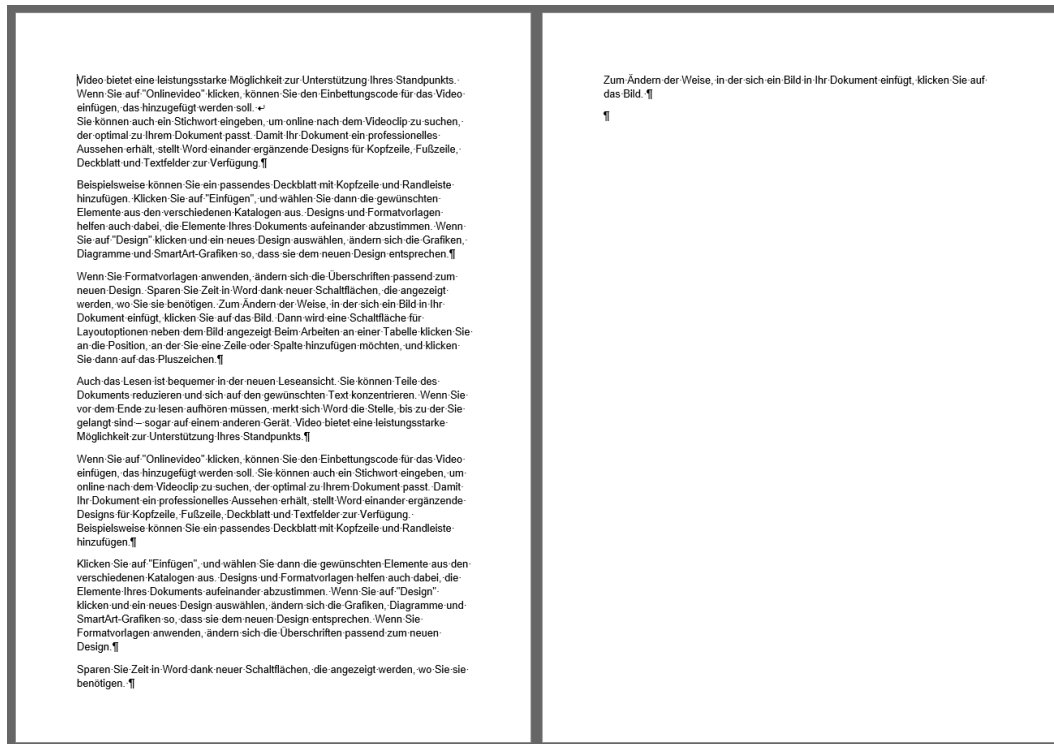 Video bietet eine leistungsstarke Möglichkeit zur Unterstützung Ihres Standpunkts.
Wenn Sie auf "Onlinevideo" klicken, können Sie den Einbettungscode für das Video
einfügen, das hinzugefügt werden soll. ↵
Sie können auch ein Stichwort eingeben, um online nach dem Videoclip zu suchen,
der optimal zu Ihrem Dokument passt. Damit Ihr Dokument ein professionelles
Aussehen erhält, stellt Word einander ergänzende Designs für Kopfzeile, Fußzeile,
Deckblatt und Textfelder zur Verfügung.¶
Beispielsweise können Sie ein passendes Deckblatt mit Kopfzeile und Randleiste
hinzufügen. Klicken Sie auf "Einfügen", und wählen Sie dann die gewünschten
Elemente aus den verschiedenen Katalogen aus. Designs und Formatvorlagen
helfen auch dabei, die Elemente Ihres Dokuments aufeinander abzustimmen. Wenn
Sie auf "Design" klicken und ein neues Design auswählen, ändern sich die Grafiken,
Diagramme und SmartArt-Grafiken so, dass sie dem neuen Design entsprechen.¶
Wenn Sie Formatvorlagen anwenden, ändern sich die Überschriften passend zum
neuen Design. Sparen Sie Zeit in Word dank neuer Schaltflächen, die angezeigt
werden, wo Sie sie benötigen. Zum Ändern der Weise, in der sich ein Bild in Ihr
Dokument einfügt, klicken Sie auf das Bild. Dann wird eine Schaltfläche für
Layoutoptionen neben dem Bild angezeigt Beim Arbeiten an einer Tabelle klicken Sie
an die Position, an der Sie eine Zeile oder Spalte hinzufügen möchten, und klicken
Sie dann auf das Pluszeichen.¶
Auch das Lesen ist bequemer in der neuen Leseansicht. Sie können Teile des
Dokuments reduzieren und sich auf den gewünschten Text konzentrieren. Wenn Sie
vor dem Ende zu lesen aufhören müssen, merkt sich Word die Stelle, bis zu der Sie
gelangt sind – sogar auf einem anderen Gerät. Video bietet eine leistungsstarke
Möglichkeit zur Unterstützung Ihres Standpunkts.¶
Wenn Sie auf "Onlinevideo" klicken, können Sie den Einbettungscode für das Video
einfügen, das hinzugefügt werden soll. Sie können auch ein Stichwort eingeben, um
online nach dem Videoclip zu suchen, der optimal zu Ihrem Dokument passt. Damit
Ihr Dokument ein professionelles Aussehen erhält, stellt Word einander ergänzende
Designs für Kopfzeile, Fußzeile, Deckblatt und Textfelder zur Verfügung.
Beispielsweise können Sie ein passendes Deckblatt mit Kopfzeile und Randleiste
hinzufügen.¶
Klicken Sie auf "Einfügen", und wählen Sie dann die gewünschten Elemente aus den
verschiedenen Katalogen aus. Designs und Formatvorlagen helfen auch dabei, die
Elemente Ihres Dokuments aufeinander abzustimmen. Wenn Sie auf "Design"
klicken und ein neues Design auswählen, ändern sich die Grafiken, Diagramme und
SmartArt-Grafiken so, dass sie dem neuen Design entsprechen. Wenn Sie
Formatvorlagen anwenden, ändern sich die Überschriften passend zum neuen
Design.¶
Sparen Sie Zeit in Word dank neuer Schaltflächen, die angezeigt werden, wo Sie sie
benötigen. ¶
Zum Ändern der Weise, in der sich ein Bild in Ihr Dokument einfügt, klicken Sie auf
das Bild. ¶
¶